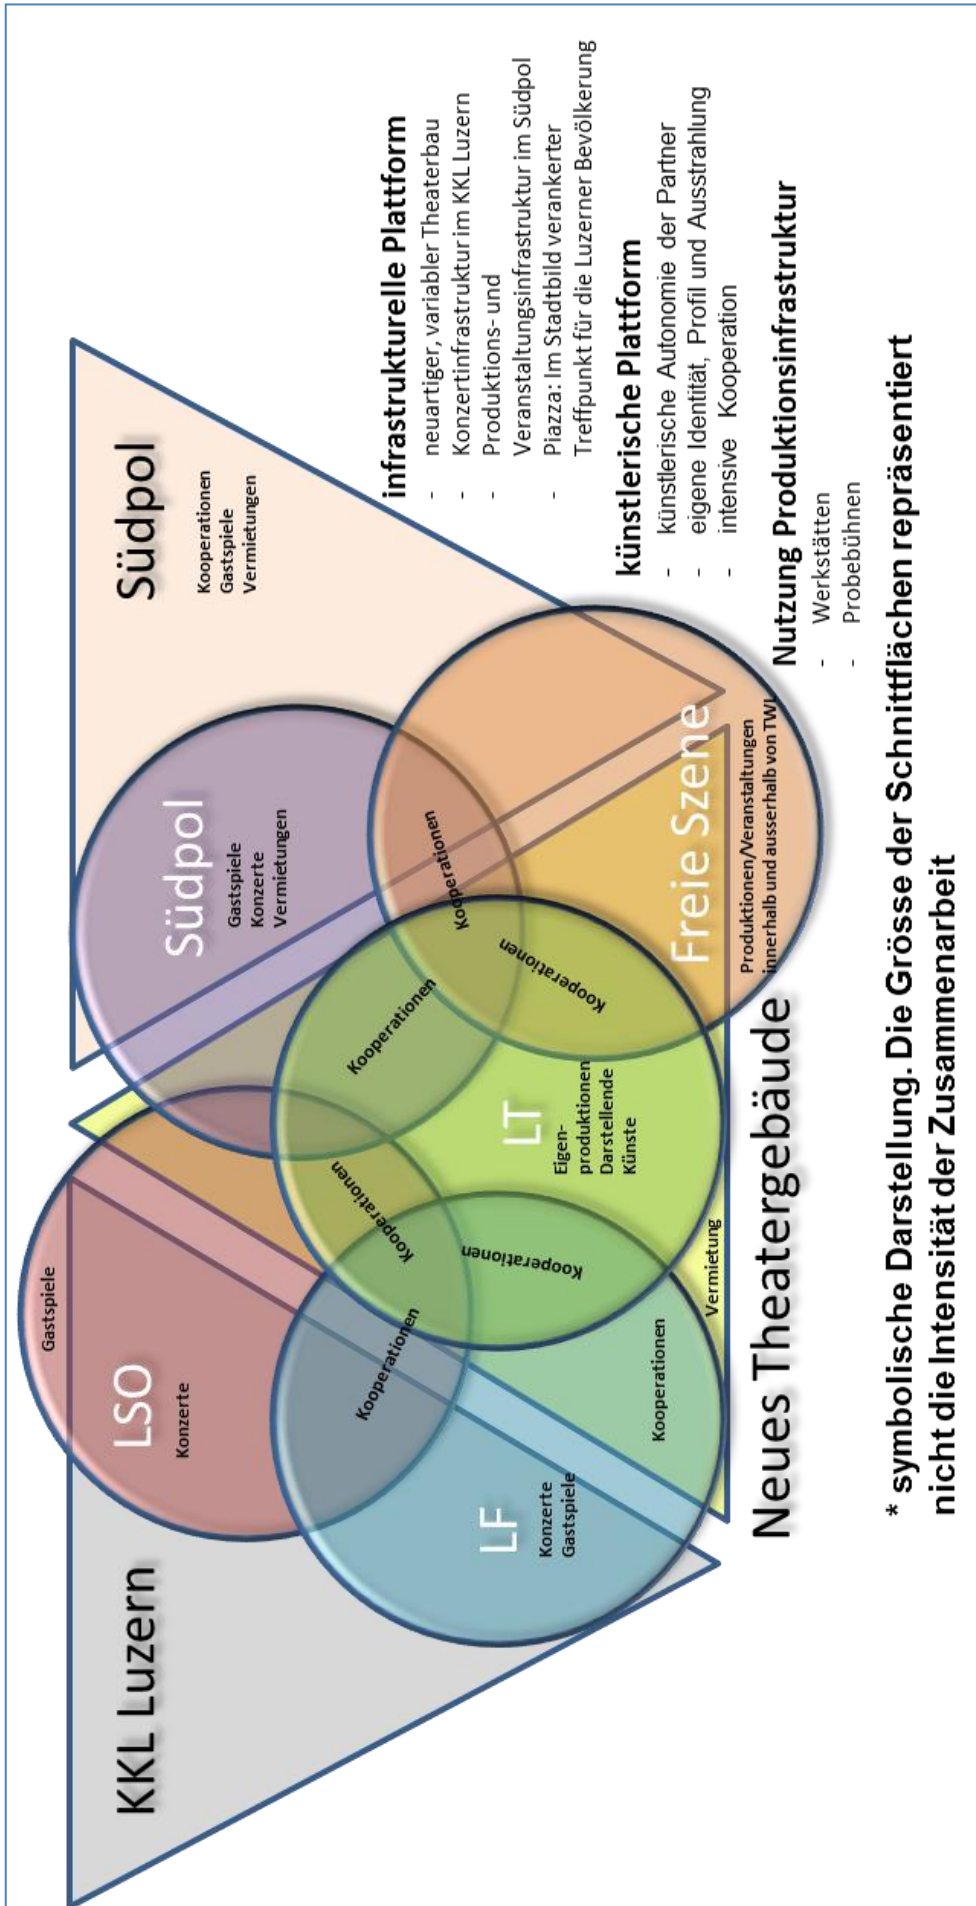 KKL Luzern
Gastspiele
LSO
Konzerte
Südpol
Gastspiele
Konzerte
Vermietungen
Südpol
Kooperationen
Gastspiele
Vermietungen
Kooperationen
Kooperationen
Kooperationen
Kooperationen
Kooperationen
Kooperationen
LF
Konzerte
Gastspiele
Kooperationen
LT
Eigen-
produktionen
Darstellende
Künste
Vermietung
Freie Szene
Produktionen/Veranstaltungen
innerhalb und ausserhalb von TWL
Neues Theatergebäude
infrastrukturelle Plattform
- neuartiger, variabler Theaterbau
- Konzertinfrastruktur im KKL Luzern
- Produktions- und
Veranstaltungsinfrastruktur im Südpol
- Piazza: Im Stadtbild verankerter
Treffpunkt für die Luzerner Bevölkerung
künstlerische Plattform
- künstlerische Autonomie der Partner
- eigene Identität, Profil und Ausstrahlung
- intensive Kooperation
Nutzung Produktionsinfrastruktur
- Werkstätten
- Probebühnen
* symbolische Darstellung. Die Grösse der Schnittflächen repräsentiert
nicht die Intensität der Zusammenarbeit